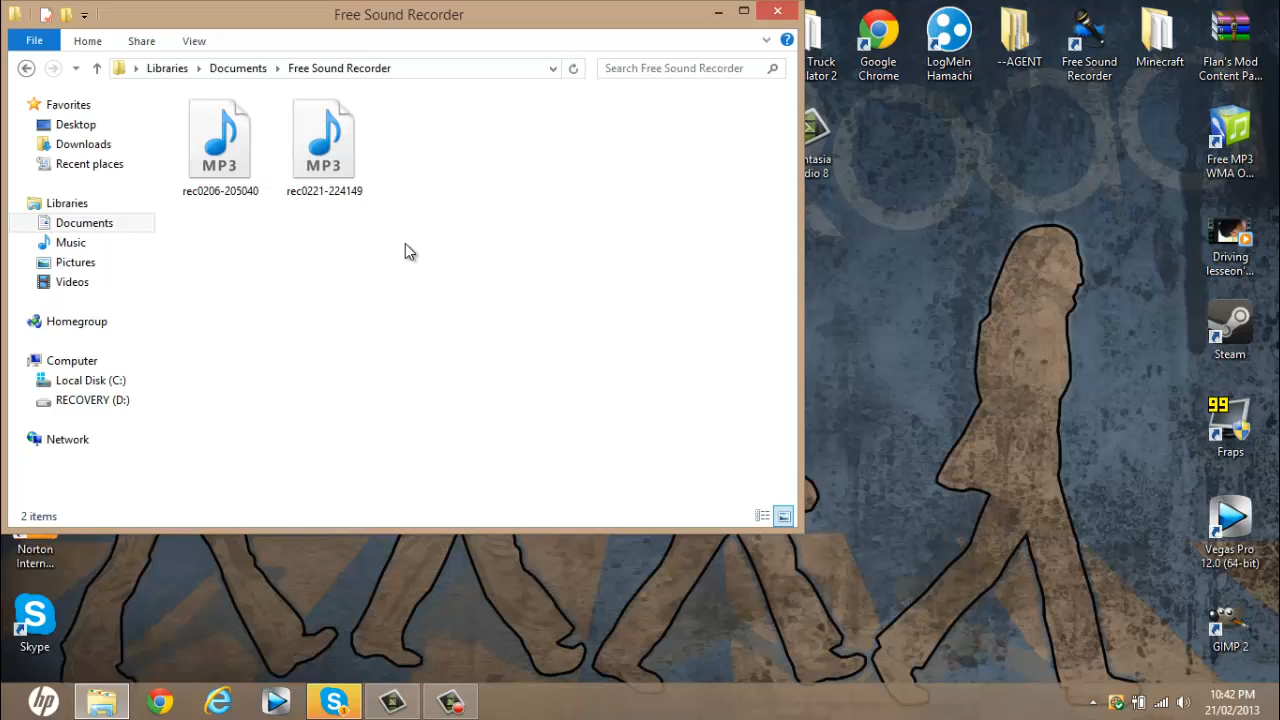 Free Sound Recorder
File
Home
Share
View
Libraries
Documents
Free Sound Recorder
Search Free Sound Recorder
Favorites
Desktop
Downloads
Recent places
Libraries
Documents
Music
Pictures
Videos
Homegroup
Computer
Local Disk (C:)
RECOVERY (D:)
Network
MP3
rec0206-205040
MP3
rec0221-224149
2 items
Truck
ulator 2
Google
Chrome
LogMeIn
Hamachi
--AGENT
Free Sound
Recorder
Minecraft
Flan's Mod
Content Pa...
ntasia
dio 8
Free MP3
WMA O...
Driving
lesseon'...
Steam
99
Fraps
Vegas Pro
12.0 (64-bit)
GIMP 2
Norton
Intern...
Skype
hp
10:42 PM
21/02/2013